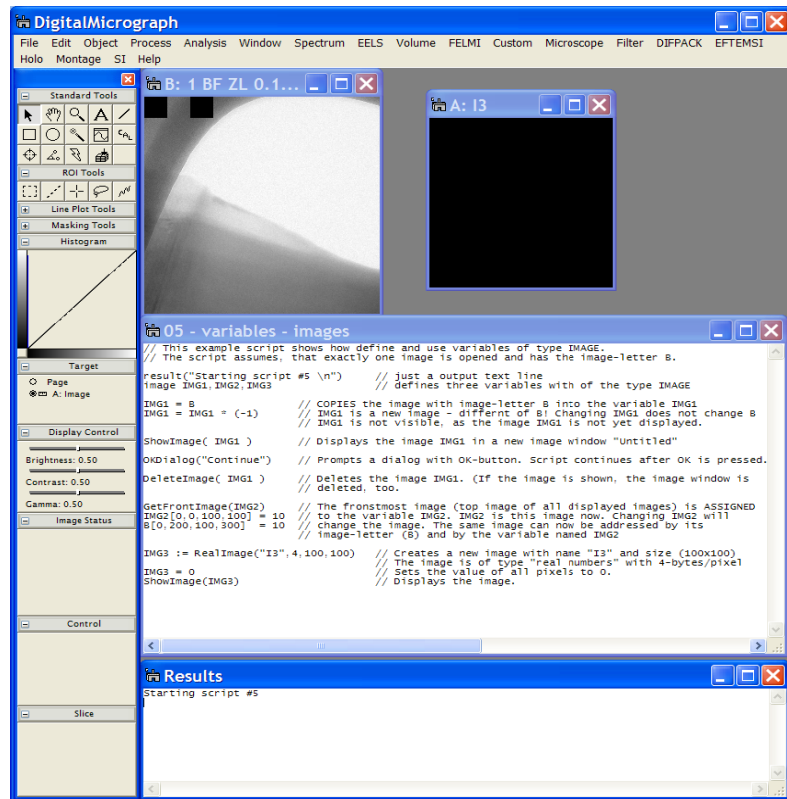 DigitalMicrograph
File Edit Object Process Analysis Window Spectrum EELS Volume FELMI Custom Microscope Filter DIFPACK EFTEMSI
Holo Montage SI Help
Standard Tools
A
CAL
ROI Tools
Line Plot Tools
Masking Tools
Histogram
Target
Page
A: Image
Display Control
Brightness: 0.50
Contrast: 0.50
Gamma: 0.50
Image Status
Control
Slice
B: 1 BF ZL 0.1...
A: I3
05 - variables - images
// This example script shows how define and use variables of type IMAGE.
// The script assumes, that exactly one image is opened and has the image-letter B.
result("Starting script #5 \n") // just a output text line
image IMG1,IMG2,IMG3 // defines three variables with of the type IMAGE
IMG1 = B // COPIES the image with image-letter B into the variable IMG1
IMG1 = IMG1 * (-1) // IMG1 is a new image - differnt of B! Changing IMG1 does not change B
// IMG1 is not visible, as the image IMG1 is not yet displayed.
ShowImage( IMG1 ) // Displays the image IMG1 in a new image window "Untitled"
OKDialog("Continue") // Prompts a dialog with OK-button. Script continues after OK is pressed.
DeleteImage( IMG1 ) // Deletes the image IMG1. (If the image is shown, the image window is
// deleted, too.
GetFrontImage(IMG2) // The fronstmost image (top image of all displayed images) is ASSIGNED
IMG2[0,0,100,100] = 10 // to the variable IMG2. IMG2 is this image now. Changing IMG2 will
B[0,200,100,300] = 10 // change the image. The same image can now be addressed by its
// image-letter (B) and by the variable named IMG2
IMG3 := RealImage("I3",4,100,100) // Creates a new image with name "I3" and size (100x100)
// The image is of type "real numbers" with 4-bytes/pixel
IMG3 = 0 // Sets the value of all pixels to 0.
ShowImage(IMG3) // Displays the image.
Results
Starting script #5